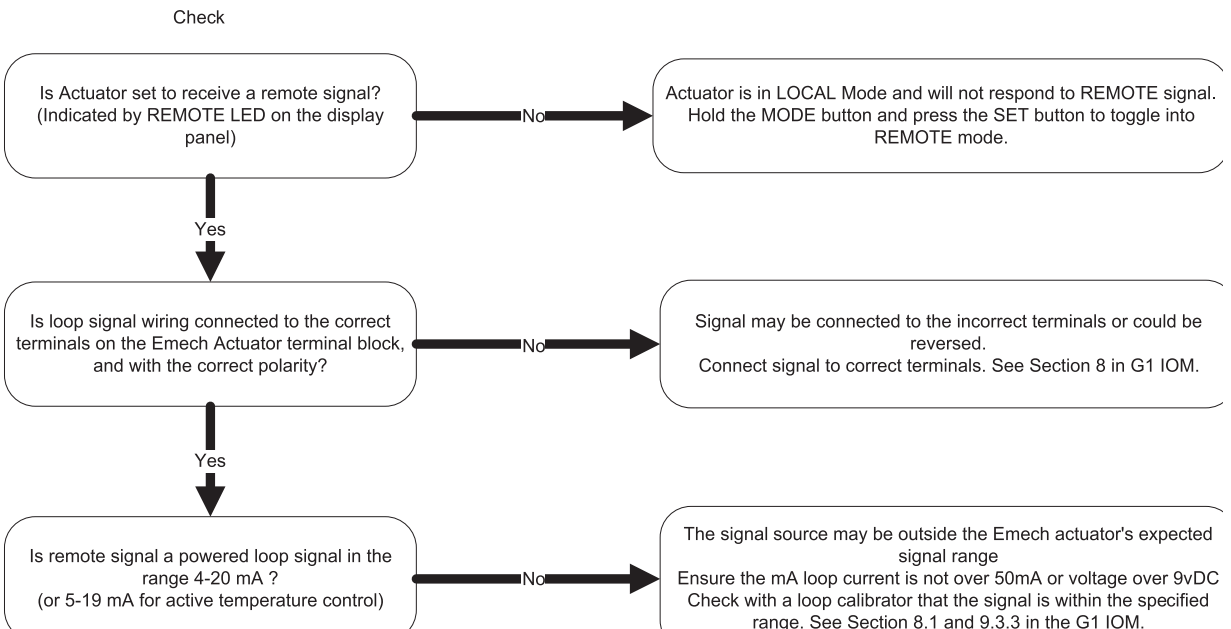 Check
Is Actuator set to receive a remote signal?
(Indicated by REMOTE LED on the display
panel)
No
Actuator is in LOCAL Mode and will not respond to REMOTE signal.
Hold the MODE button and press the SET button to toggle into
REMOTE mode.
Yes
Is loop signal wiring connected to the correct
terminals on the Emech Actuator terminal block,
and with the correct polarity?
No
Signal may be connected to the incorrect terminals or could be
reversed.
Connect signal to correct terminals. See Section 8 in G1 IOM.
Yes
Is remote signal a powered loop signal in the
range 4-20 mA ?
(or 5-19 mA for active temperature control)
No
The signal source may be outside the Emech actuator's expected
signal range
Ensure the mA loop current is not over 50mA or voltage over 9vDC
Check with a loop calibrator that the signal is within the specified
range. See Section 8.1 and 9.3.3 in the G1 IOM.